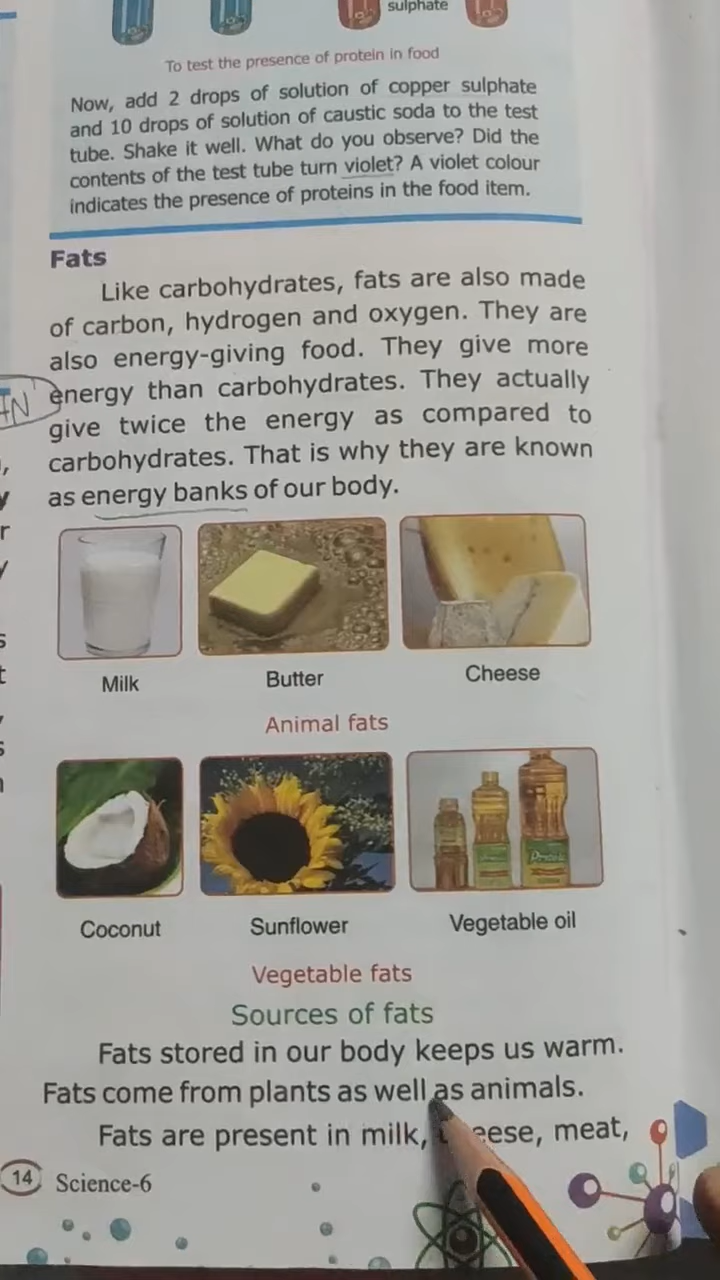 sulphate
To test the presence of protein in food
Now, add 2 drops of solution of copper sulphate
and 10 drops of solution of caustic soda to the test
tube. Shake it well. What do you observe? Did the
contents of the test tube turn violet? A violet colour
indicates the presence of proteins in the food item.
Fats
Like carbohydrates, fats are also made
of carbon, hydrogen and oxygen. They are
also energy-giving food. They give more
energy than carbohydrates. They actually
give twice the energy as compared to
carbohydrates. That is why they are known
as energy banks of our body.
Milk Butter Cheese
Animal fats
Coconut Sunflower Vegetable oil
Vegetable fats
Sources of fats
Fats stored in our body keeps us warm.
Fats come from plants as well as animals.
Fats are present in milk, cheese, meat,
14 Science-6